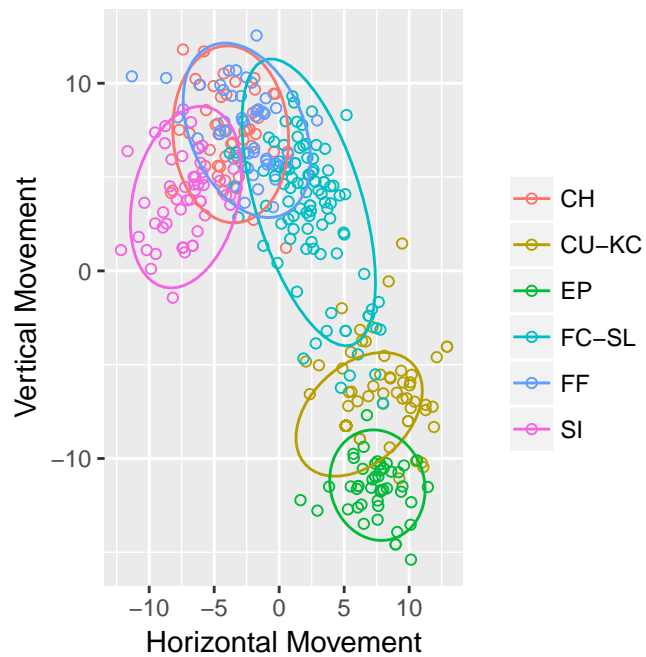 Vertical Movement
10
0
−10
−10
−5
0
5
10
Horizontal Movement
CH
CU−KC
EP
FC−SL
FF
SI